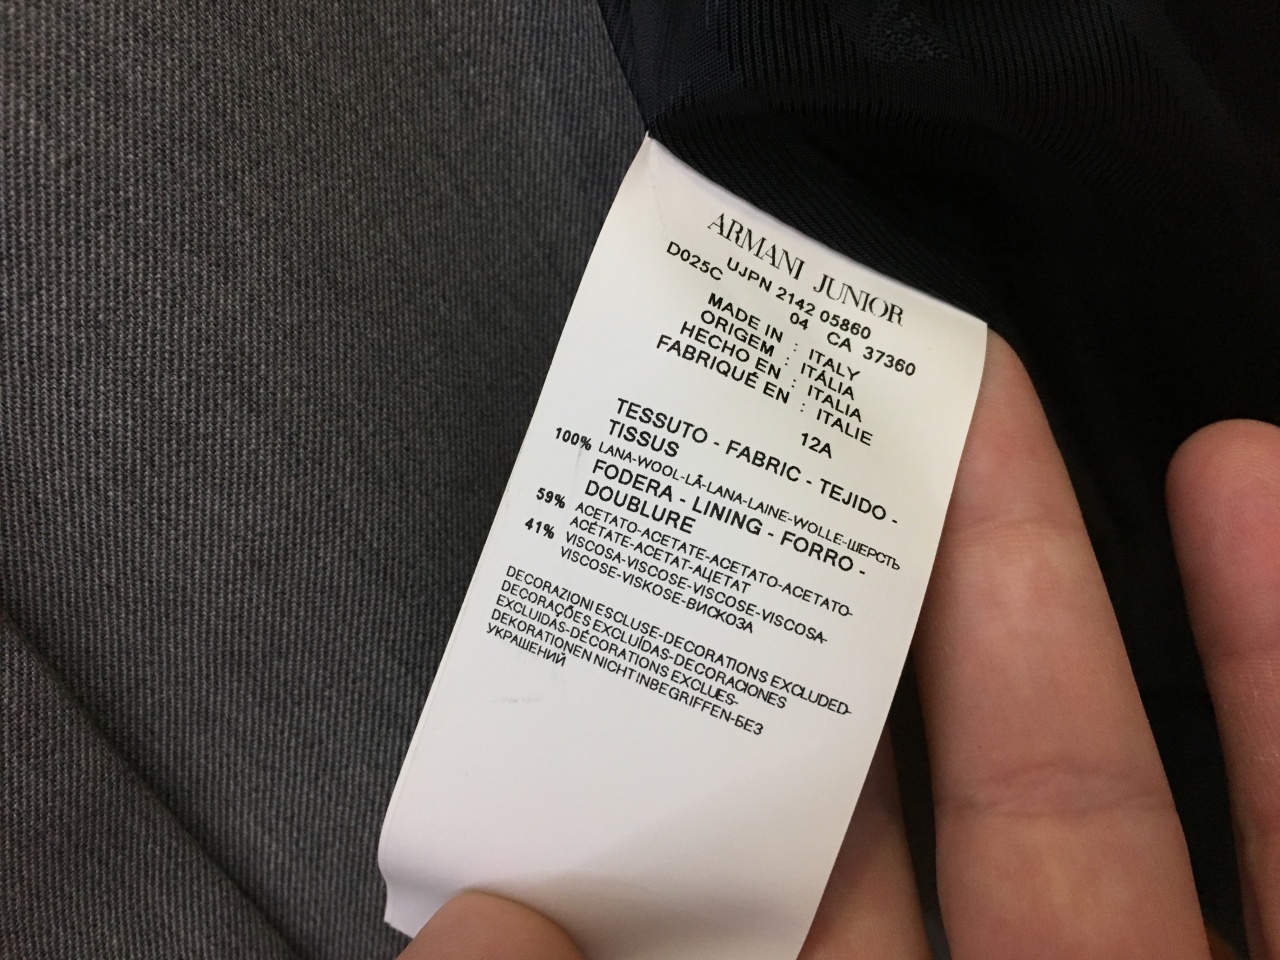 ARMANI JUNIOR
UJPN 2142 05860
D025C 04 CA 37360
MADE IN : ITALY
ORIGEM : ITÁLIA
HECHO EN : ITALIA
FABRIQUÉ EN : ITALIE
12A
TESSUTO - FABRIC - TEJIDO -
TISSUS
100% LANA-WOOL-LÃ-LANA-LAINE-WOLLE-ШЕРСТЬ
FODERA - LINING - FORRO -
DOUBLURE
59% ACETATO-ACETATE-ACETATO-ACETATO-
ACÉTATE-ACETAT-АЦЕТАТ
41% VISCOSA-VISCOSE-VISCOSE-VISCOSA-
VISCOSE-VISKOSE-ВИСКОЗА
DECORAZIONI ESCLUSE-DECORATIONS EXCLUDED-
DECORAÇÕES EXCLUÍDAS-DECORACIONES
EXCLUIDAS-DÉCORATIONS EXCLUES-
DEKORATIONEN NICHT INBEGRIFFEN-БЕЗ
УКРАШЕНИЙ